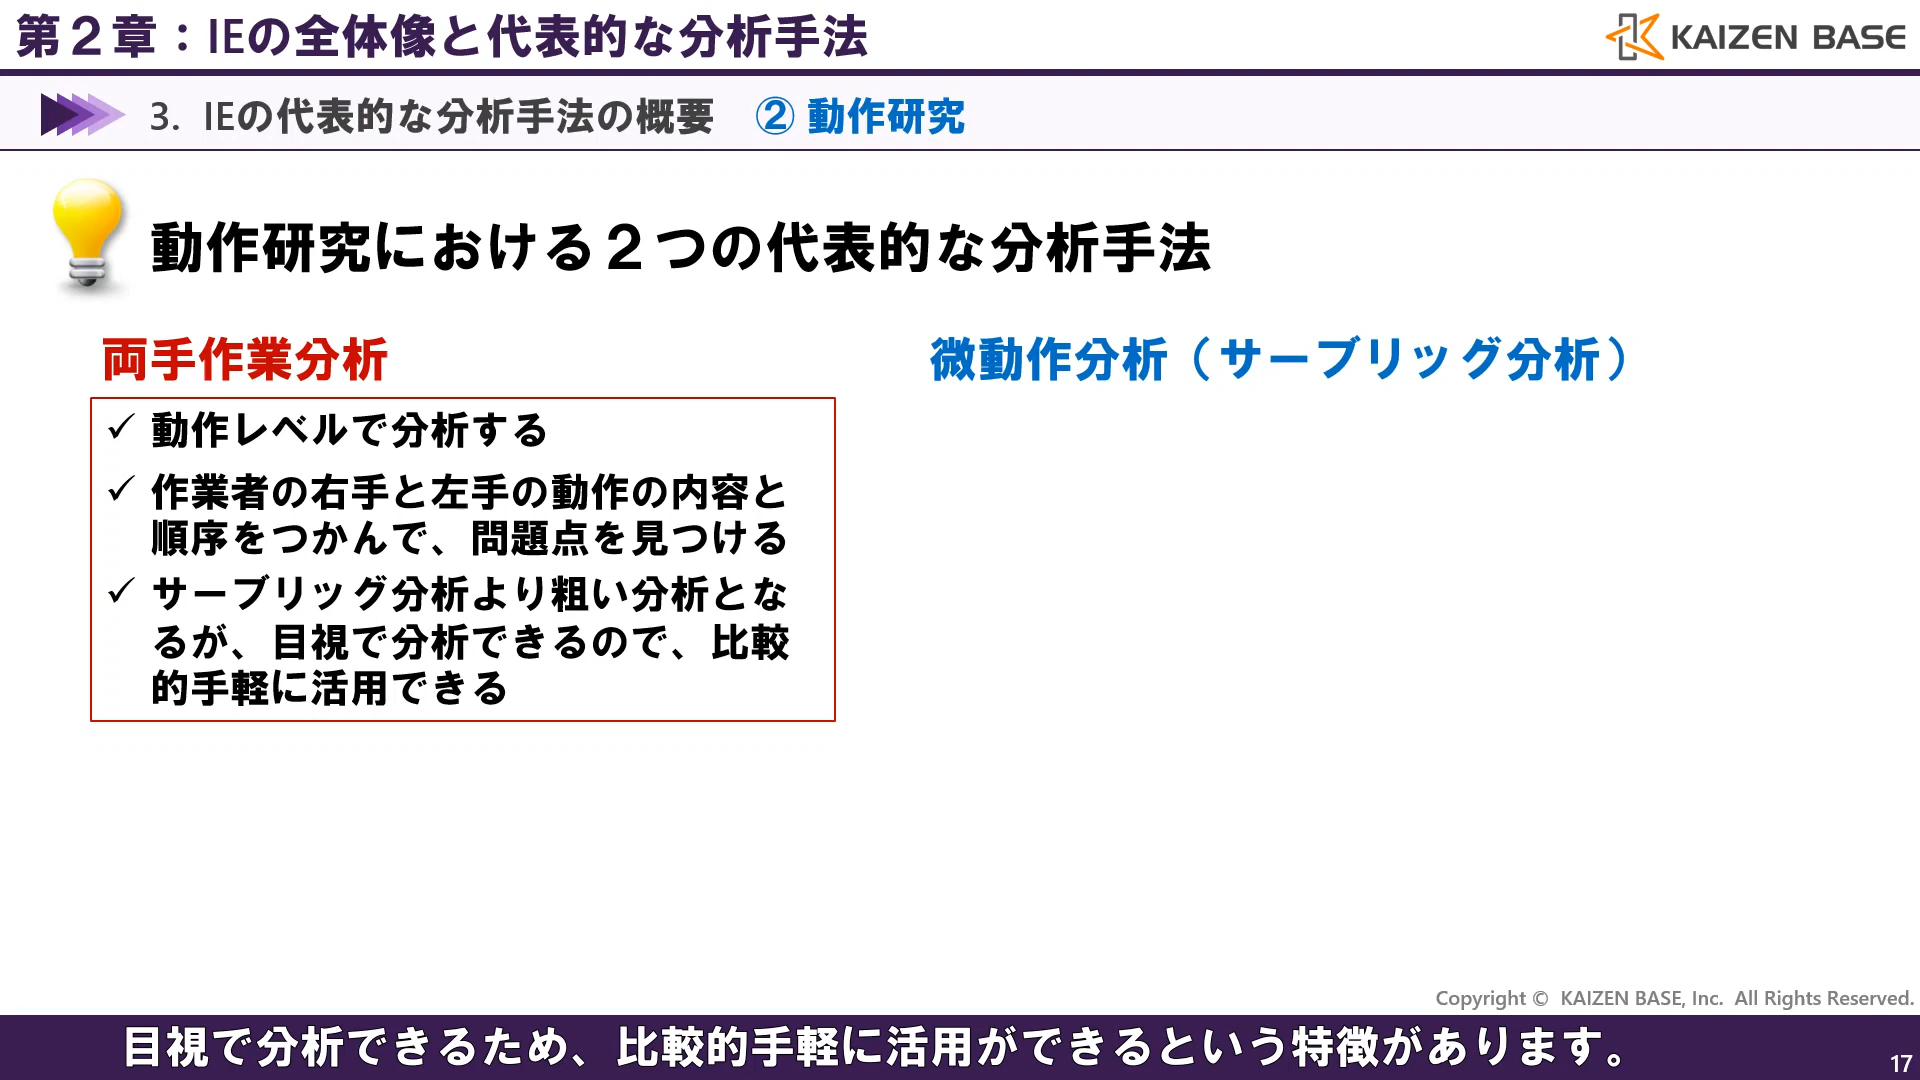 第２章：IEの全体像と代表的な分析手法
KAIZEN BASE
3. IEの代表的な分析手法の概要　② 動作研究
動作研究における２つの代表的な分析手法
両手作業分析
✓ 動作レベルで分析する
✓ 作業者の右手と左手の動作の内容と
順序をつかんで、問題点を見つける
✓ サーブリッグ分析より粗い分析とな
るが、目視で分析できるので、比較
的手軽に活用できる
微動作分析（サーブリッグ分析）
Copyright © KAIZEN BASE, Inc. All Rights Reserved.
目視で分析できるため、比較的手軽に活用ができるという特徴があります。
17